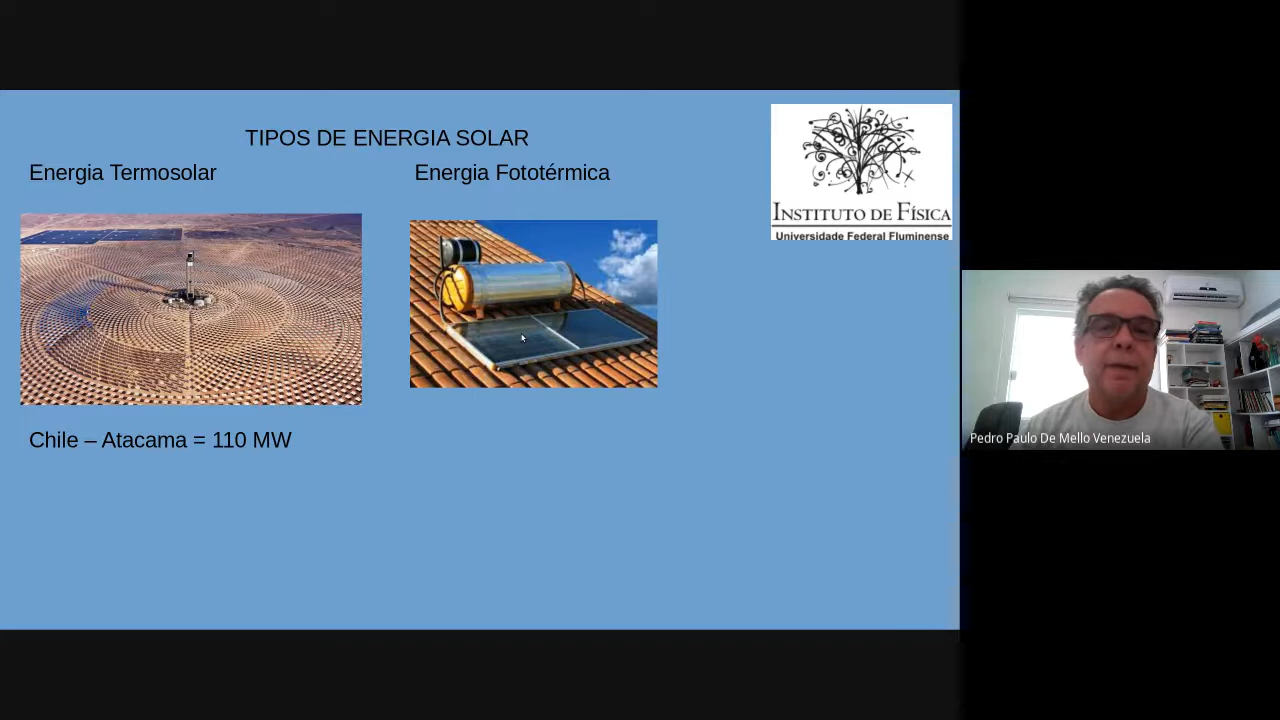 TIPOS DE ENERGIA SOLAR
Energia Termosolar
Energia Fototérmica
INSTITUTO DE FÍSICA
Universidade Federal Fluminense
Chile – Atacama = 110 MW
Pedro Paulo De Mello Venezuela